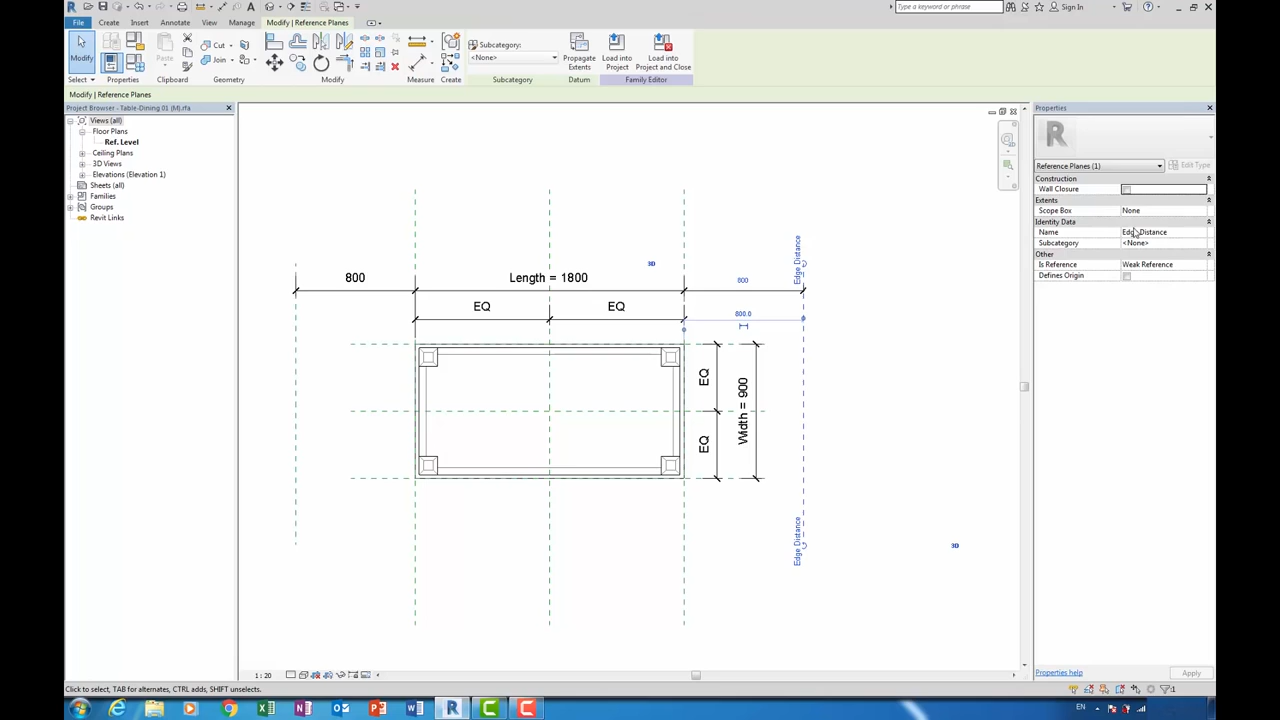 Type a keyword or phrase
Sign In
File
Create
Insert
Annotate
View
Manage
Modify | Reference Planes
Modify
Paste
Cut
Join
Subcategory:
<None>
Propagate
Extents
Load into
Project
Load into
Project and Close
Select
Properties
Clipboard
Geometry
Modify
Measure
Create
Subcategory
Datum
Family Editor
Modify | Reference Planes
Project Browser - Table-Dining 01 (M).rfa
Views (all)
Floor Plans
Ref. Level
Ceiling Plans
3D Views
Elevations (Elevation 1)
Sheets (all)
Families
Groups
Revit Links
800
Length = 1800
3D
800
Edge Distance
EQ
EQ
800.0
EQ
EQ
Width = 900
Edge Distance
3D
Properties
Reference Planes (1)
Edit Type
Construction
Wall Closure
Extents
Scope Box
None
Identity Data
Name
Edge Distance
Subcategory
<None>
Other
Is Reference
Weak Reference
Defines Origin
Properties help
Apply
1 : 20
Click to select, TAB for alternates, CTRL adds, SHIFT unselects.
:1
EN